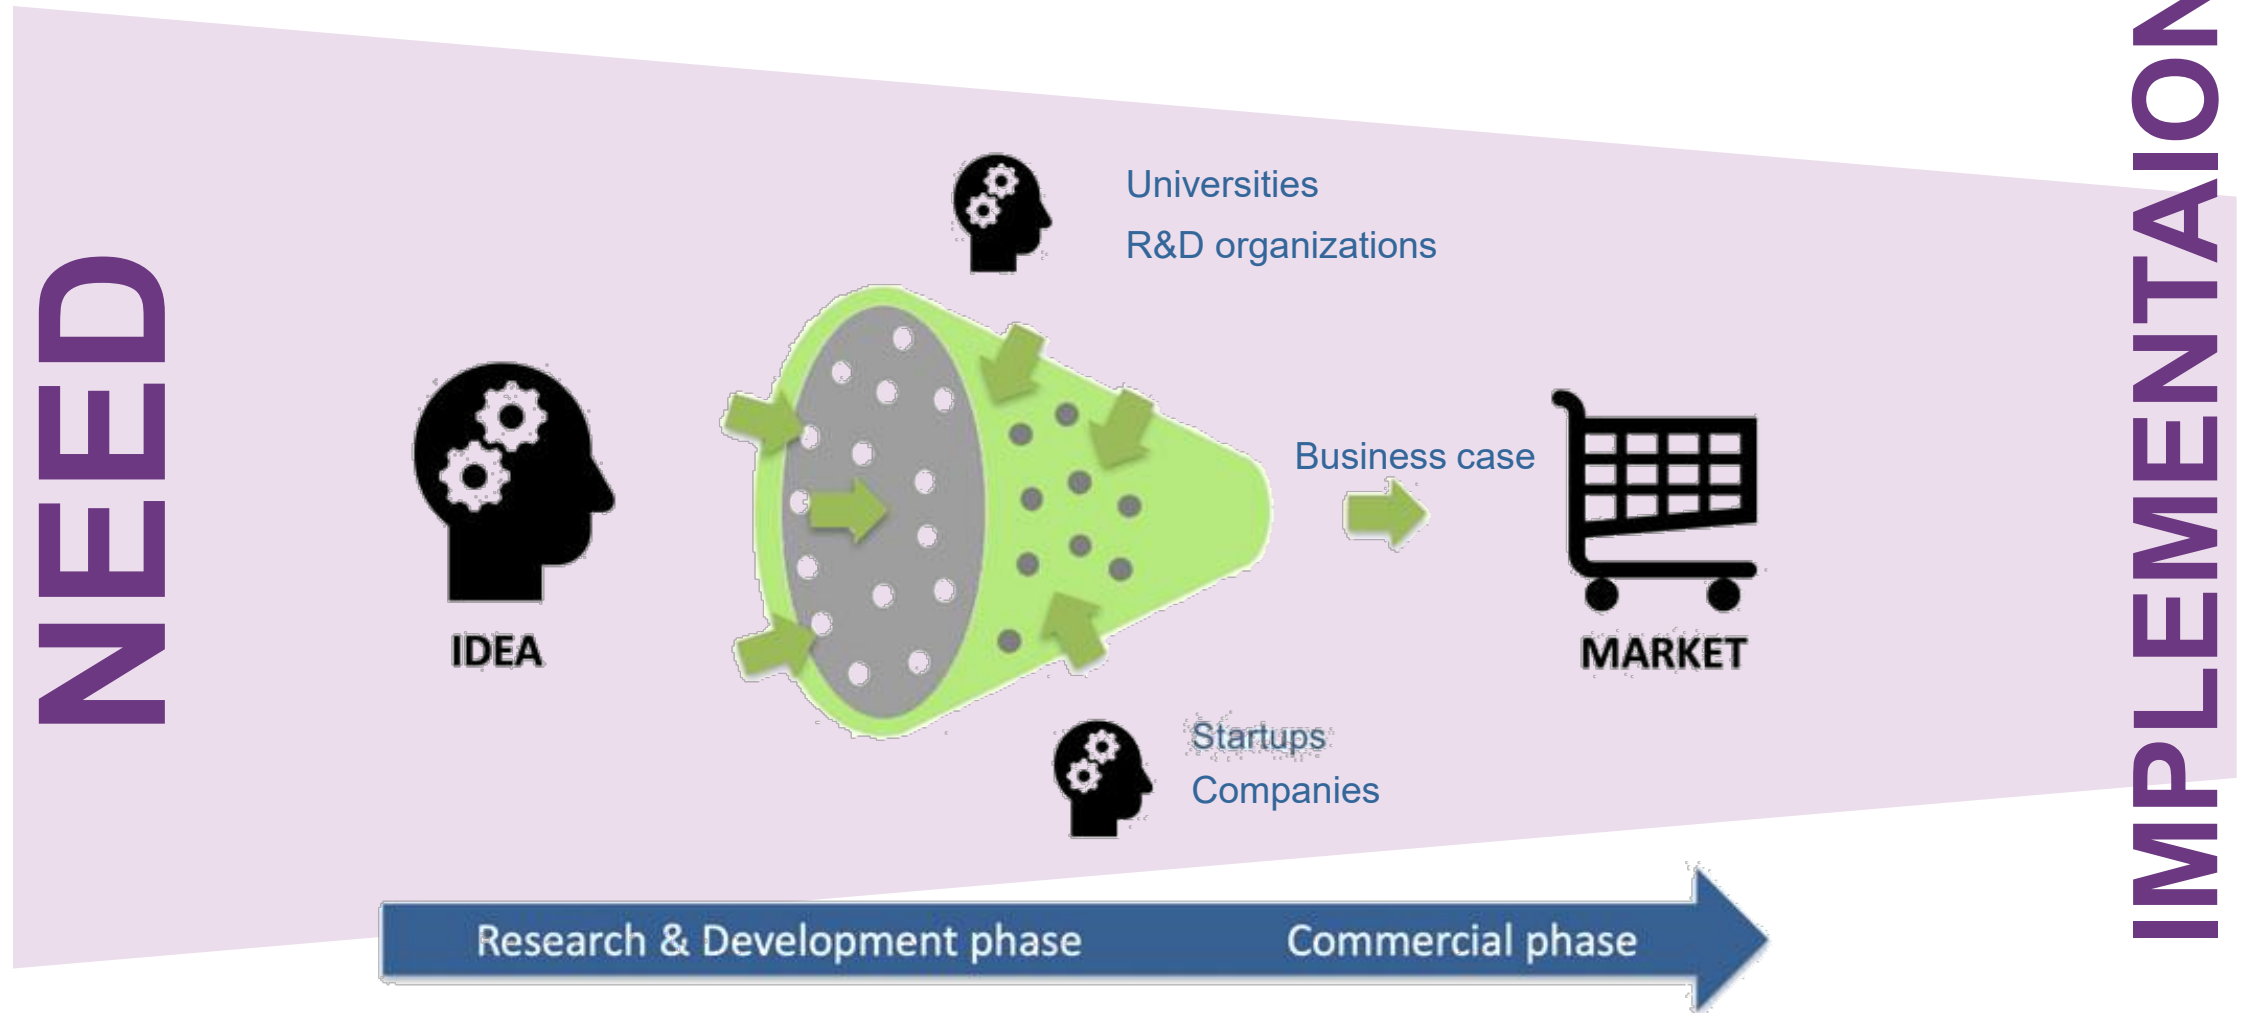 NEED
IDEA
Universities
R&D organizations
Startups
Companies
Business case
MARKET
Research & Development phase
Commercial phase
IMPLEMENTAION